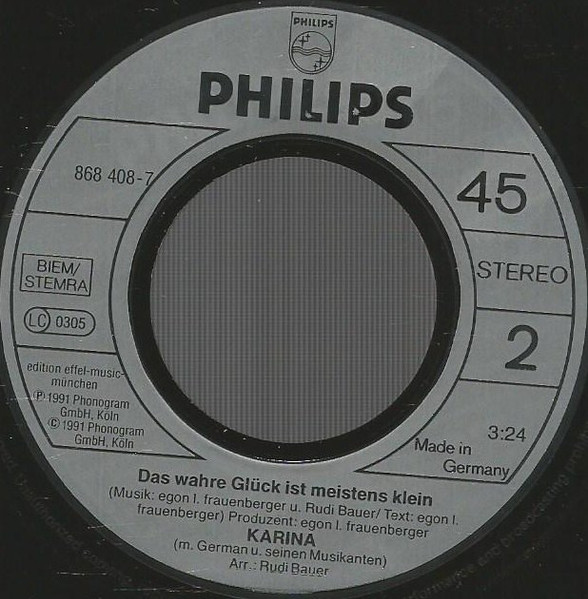 PHILIPS
PHILIPS
868 408-7
45
BIEM/
STEMRA
STEREO
LC 0305
2
edition effel-music-
münchen
℗ 1991 Phonogram
GmbH, Köln
© 1991 Phonogram
GmbH, Köln
3:24
Made in
Germany
Das wahre Glück ist meistens klein
(Musik: egon l. frauenberger u. Rudi Bauer/ Text: egon l.
frauenberger) Produzent: egon l. frauenberger
KARINA
(m. German u. seinen Musikanten)
Arr.: Rudi Bauer